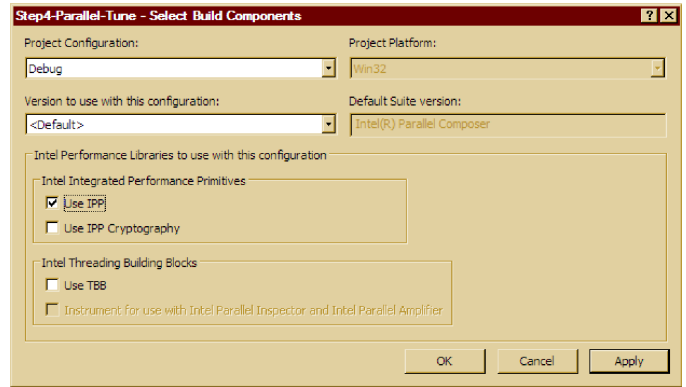 Step4-Parallel-Tune - Select Build Components
Project Configuration: Project Platform:
Debug Win32
Version to use with this configuration: Default Suite version:
<Default> Intel(R) Parallel Composer
Intel Performance Libraries to use with this configuration
Intel Integrated Performance Primitives
Use IPP
Use IPP Cryptography
Intel Threading Building Blocks
Use TBB
Instrument for use with Intel Parallel Inspector and Intel Parallel Amplifier
OK Cancel Apply